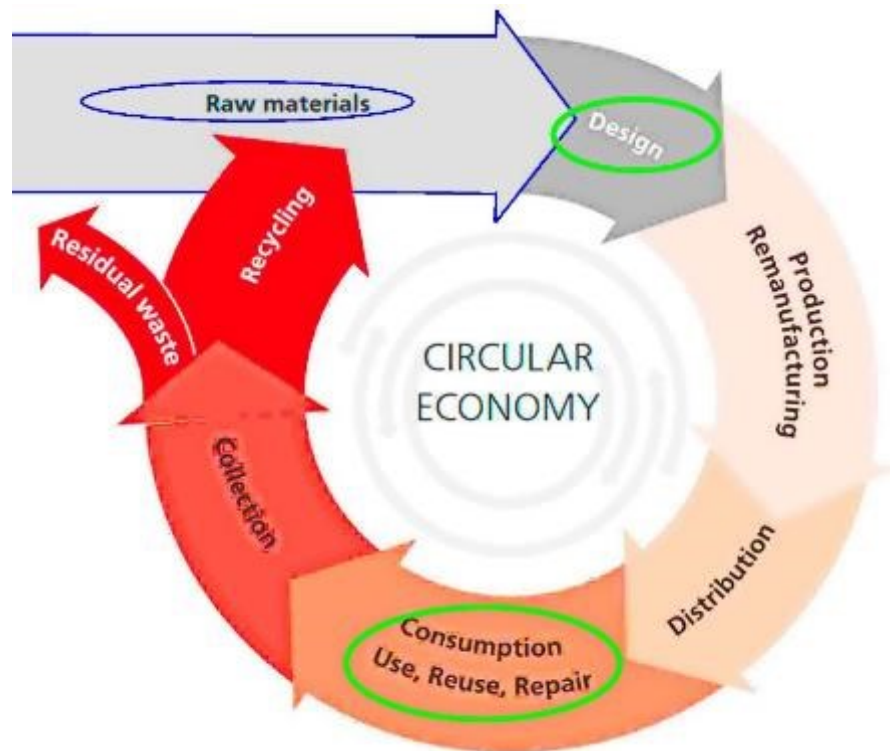 Raw materials
Design
Production
Remanufacturing
Distribution
Consumption
Use, Reuse, Repair
Collection
Recycling
Residual waste
CIRCULAR
ECONOMY